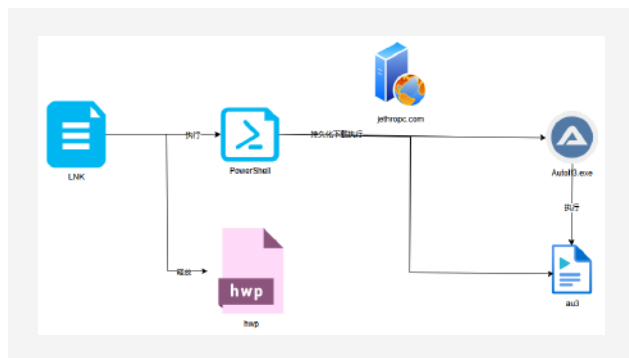 jethropc.com
LNK
执行
PowerShell
持久化下载执行
AutoIt3.exe
执行
释放
hwp
hwp
au3